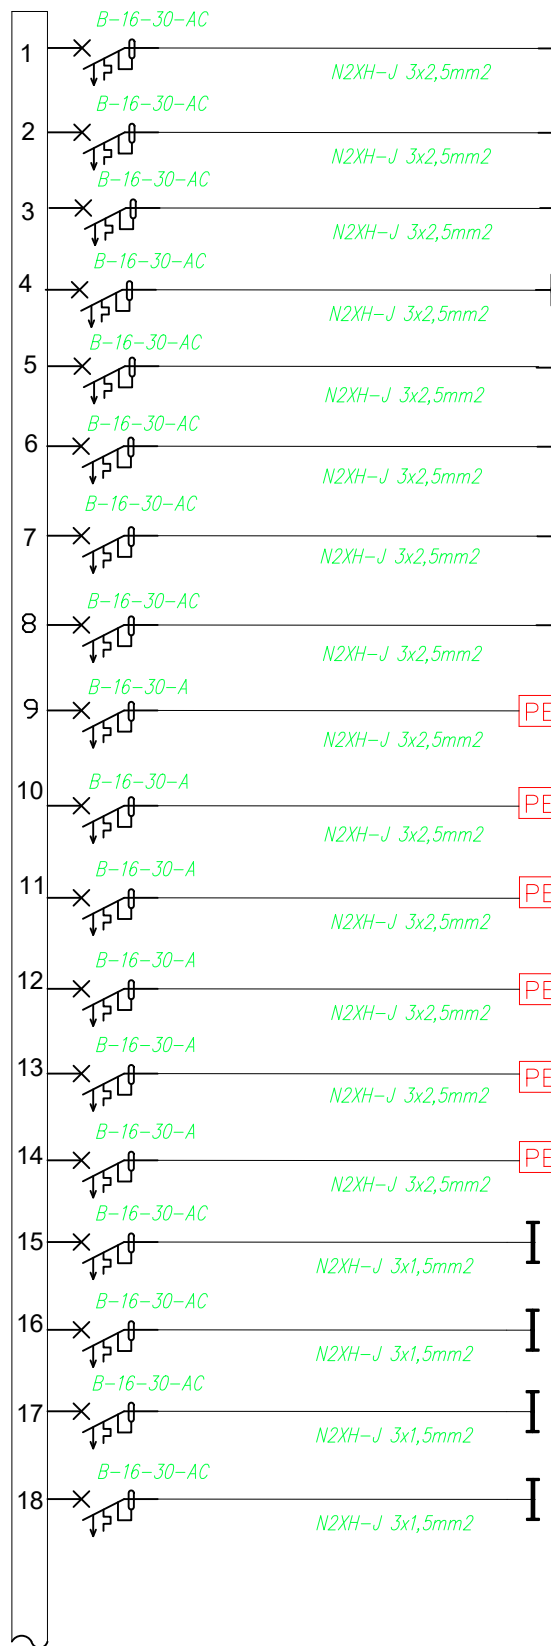 B-16-30-AC
1
N2XH-J 3x2,5mm2
B-16-30-AC
2
N2XH-J 3x2,5mm2
B-16-30-AC
3
N2XH-J 3x2,5mm2
B-16-30-AC
4
N2XH-J 3x2,5mm2
B-16-30-AC
5
N2XH-J 3x2,5mm2
B-16-30-AC
6
N2XH-J 3x2,5mm2
B-16-30-AC
7
N2XH-J 3x2,5mm2
B-16-30-AC
8
N2XH-J 3x2,5mm2
B-16-30-A
9
PE
N2XH-J 3x2,5mm2
B-16-30-A
10
PE
N2XH-J 3x2,5mm2
B-16-30-A
11
PE
N2XH-J 3x2,5mm2
B-16-30-A
12
PE
N2XH-J 3x2,5mm2
B-16-30-A
13
PE
N2XH-J 3x2,5mm2
B-16-30-A
14
PE
N2XH-J 3x2,5mm2
B-16-30-AC
15
N2XH-J 3x1,5mm2
B-16-30-AC
16
N2XH-J 3x1,5mm2
B-16-30-AC
17
N2XH-J 3x1,5mm2
B-16-30-AC
18
N2XH-J 3x1,5mm2